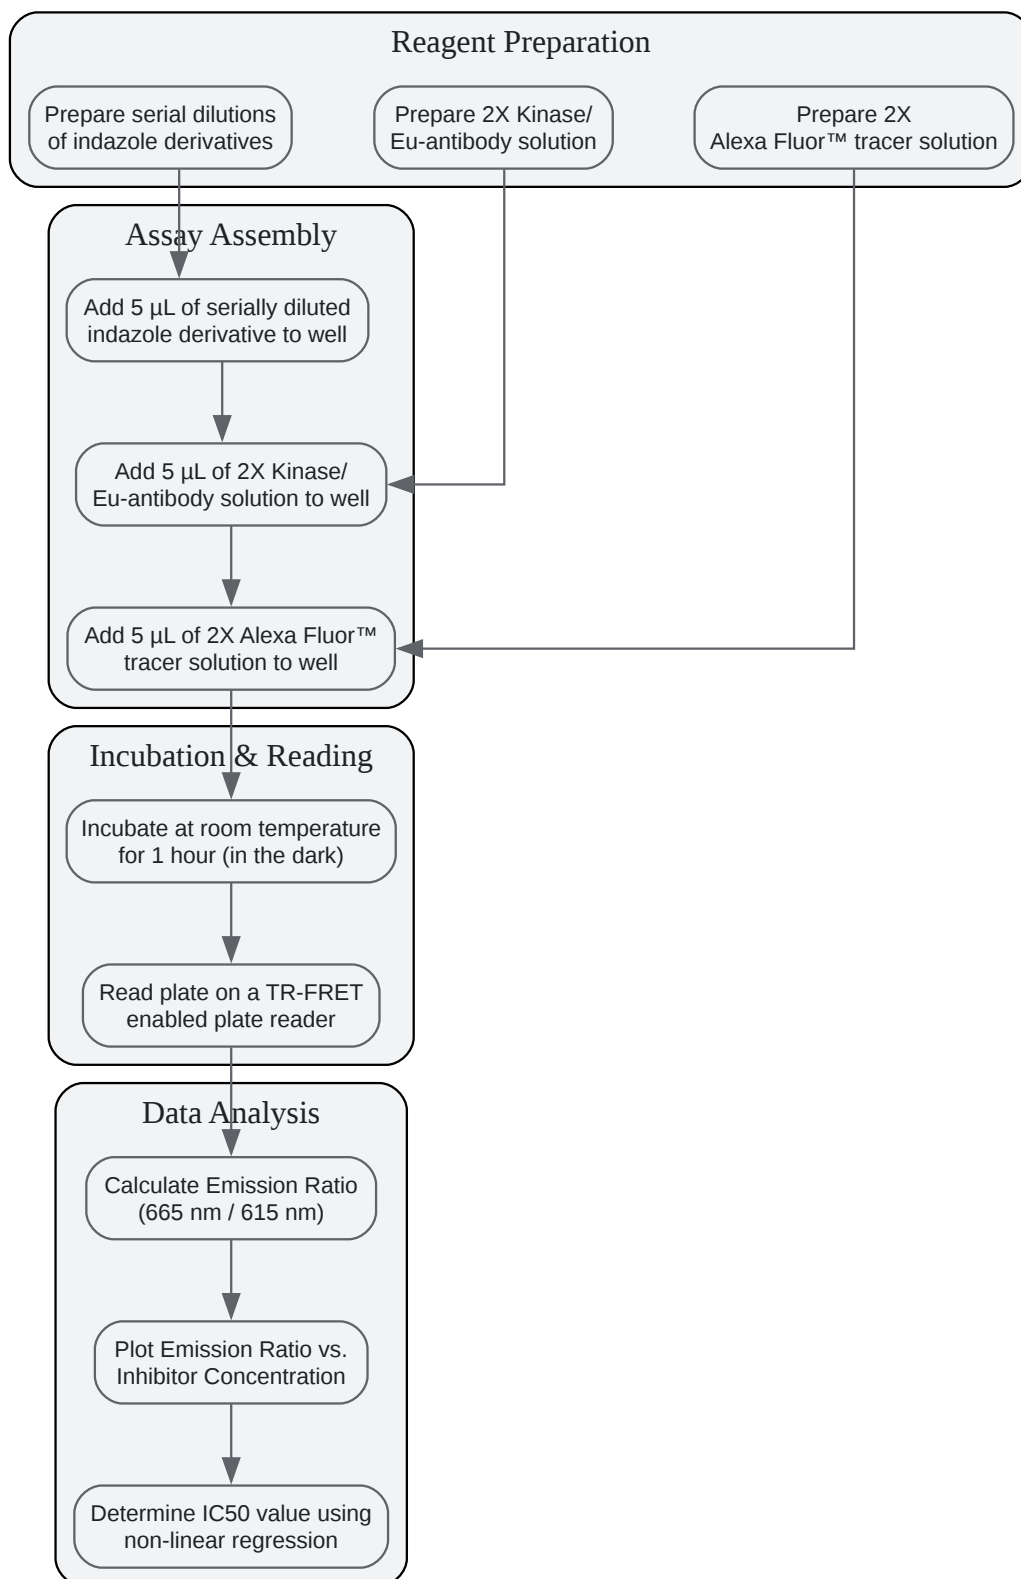 Reagent Preparation
Prepare serial dilutions
of indazole derivatives
Prepare 2X Kinase/
Eu-antibody solution
Prepare 2X
Alexa Fluor™ tracer solution
Assay Assembly
Add 5 µL of serially diluted
indazole derivative to well
Add 5 µL of 2X Kinase/
Eu-antibody solution to well
Add 5 µL of 2X Alexa Fluor™
tracer solution to well
Incubation & Reading
Incubate at room temperature
for 1 hour (in the dark)
Read plate on a TR-FRET
enabled plate reader
Data Analysis
Calculate Emission Ratio
(665 nm / 615 nm)
Plot Emission Ratio vs.
Inhibitor Concentration
Determine IC50 value using
non-linear regression